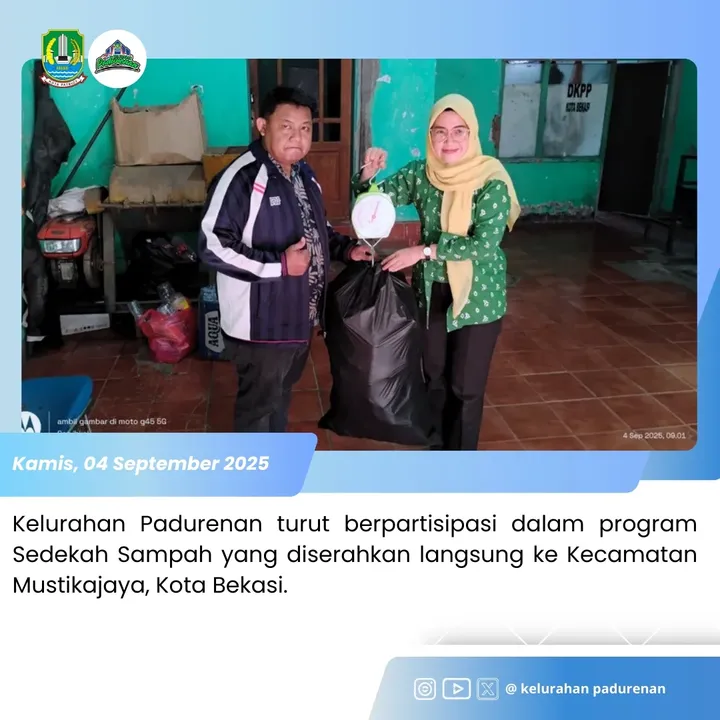 DKPP
KOTA BEKASI
AQUA
ambil gambar di moto g45 5G
4 Sep 2025, 09.01
Kamis, 04 September 2025
Kelurahan Padurenan turut berpartisipasi dalam program
Sedekah Sampah yang diserahkan langsung ke Kecamatan
Mustikajaya, Kota Bekasi.
@ kelurahan padurenan